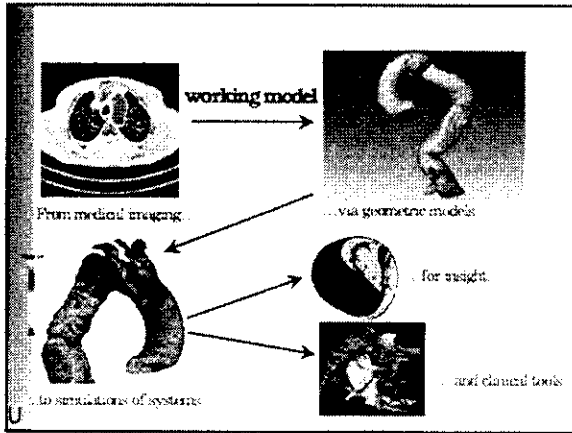 working model
From medical imaging...
...via geometric models
...for insight.
...and clinical tools
...to simulations of systems
U